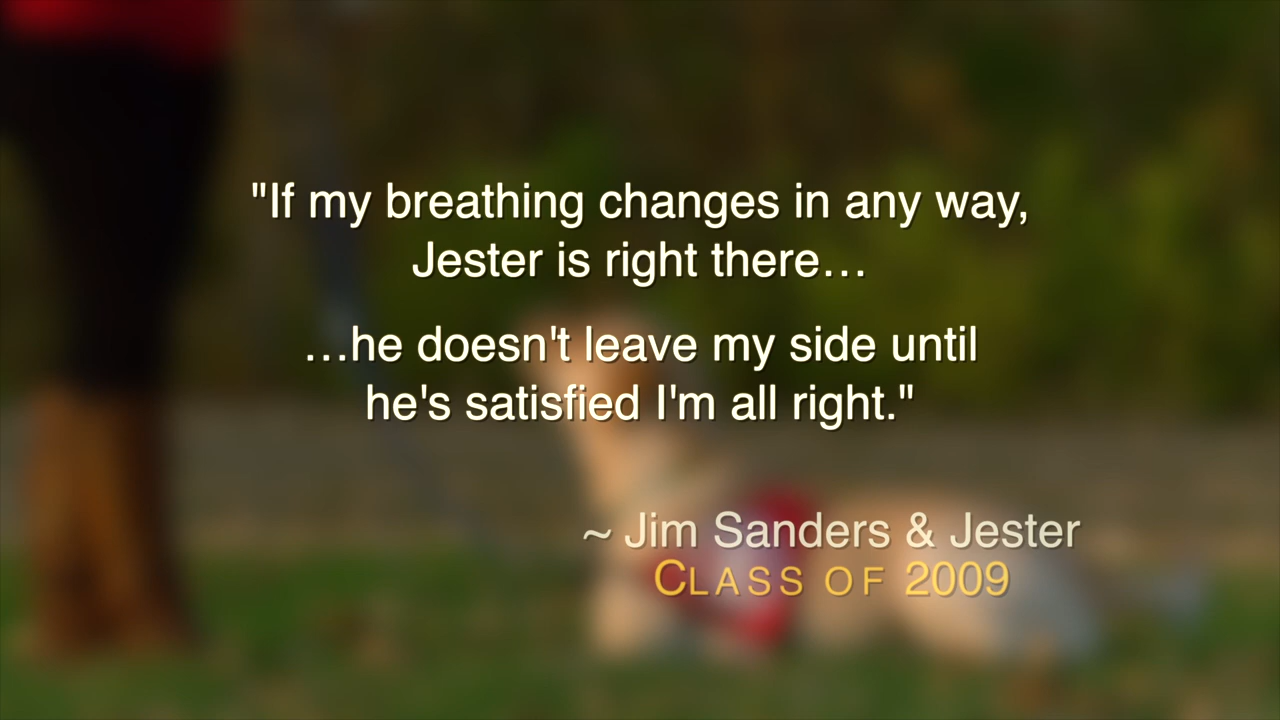 "If my breathing changes in any way,
Jester is right there…
…he doesn't leave my side until
he's satisfied I'm all right."
~ Jim Sanders & Jester
CLASS OF 2009